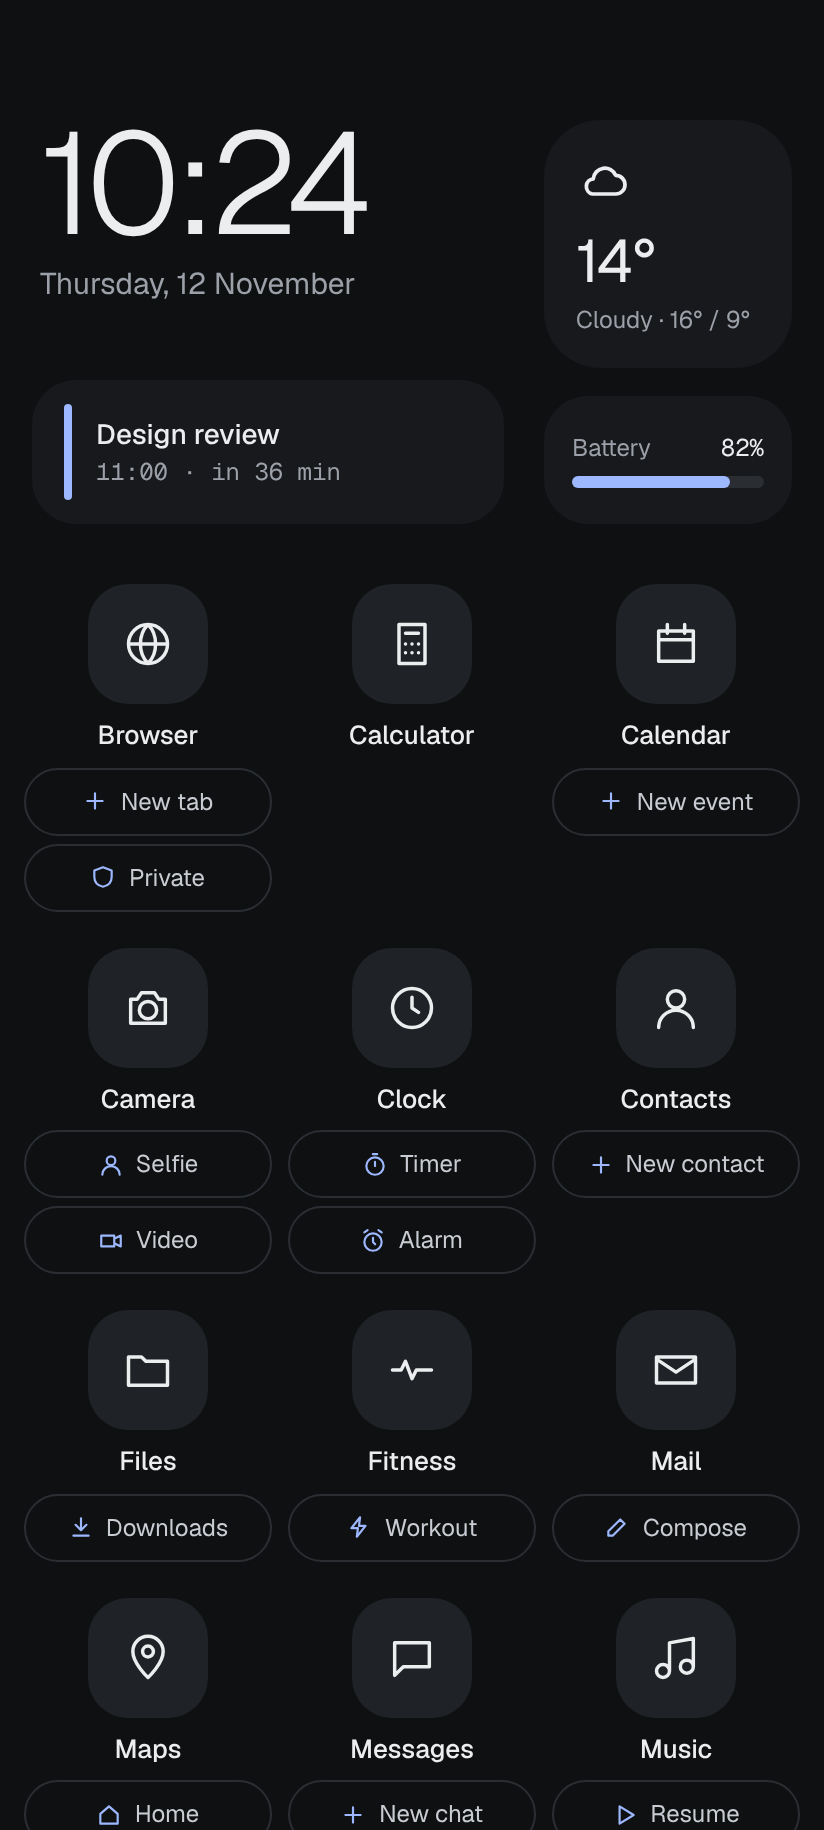 10:24
Thursday, 12 November
14°
Cloudy · 16° / 9°
Design review
11:00 · in 36 min
Battery 82%
Browser
Calculator
Calendar
New tab
New event
Private
Camera
Clock
Contacts
Selfie
Timer
New contact
Video
Alarm
Files
Fitness
Mail
Downloads
Workout
Compose
Maps
Messages
Music
Home
New chat
Resume